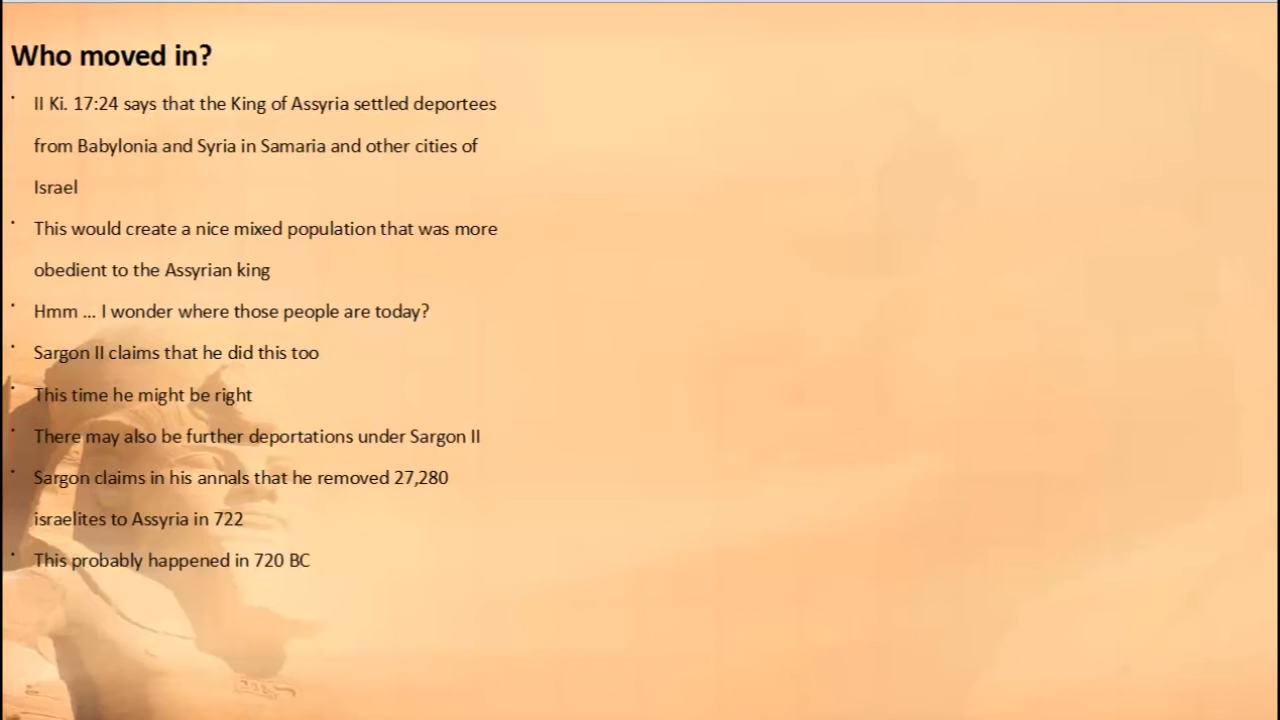 Who moved in?
· II Ki. 17:24 says that the King of Assyria settled deportees
from Babylonia and Syria in Samaria and other cities of
Israel
· This would create a nice mixed population that was more
obedient to the Assyrian king
· Hmm ... I wonder where those people are today?
· Sargon II claims that he did this too
· This time he might be right
· There may also be further deportations under Sargon II
· Sargon claims in his annals that he removed 27,280
israelites to Assyria in 722
· This probably happened in 720 BC